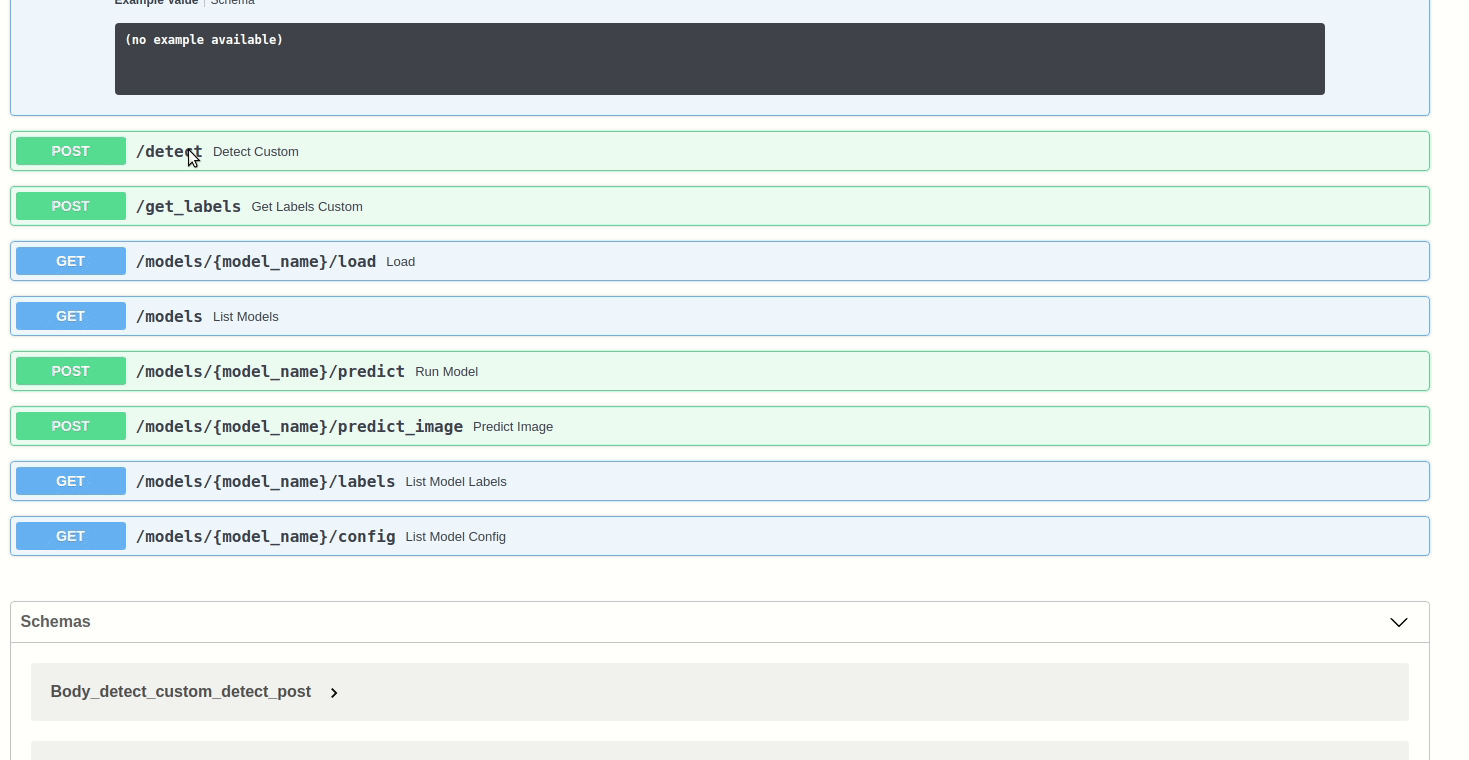 Example Value | Schema
(no example available)
POST /detect Detect Custom
POST /get_labels Get Labels Custom
GET /models/{model_name}/load Load
GET /models List Models
POST /models/{model_name}/predict Run Model
POST /models/{model_name}/predict_image Predict Image
GET /models/{model_name}/labels List Model Labels
GET /models/{model_name}/config List Model Config
Schemas
Body_detect_custom_detect_post